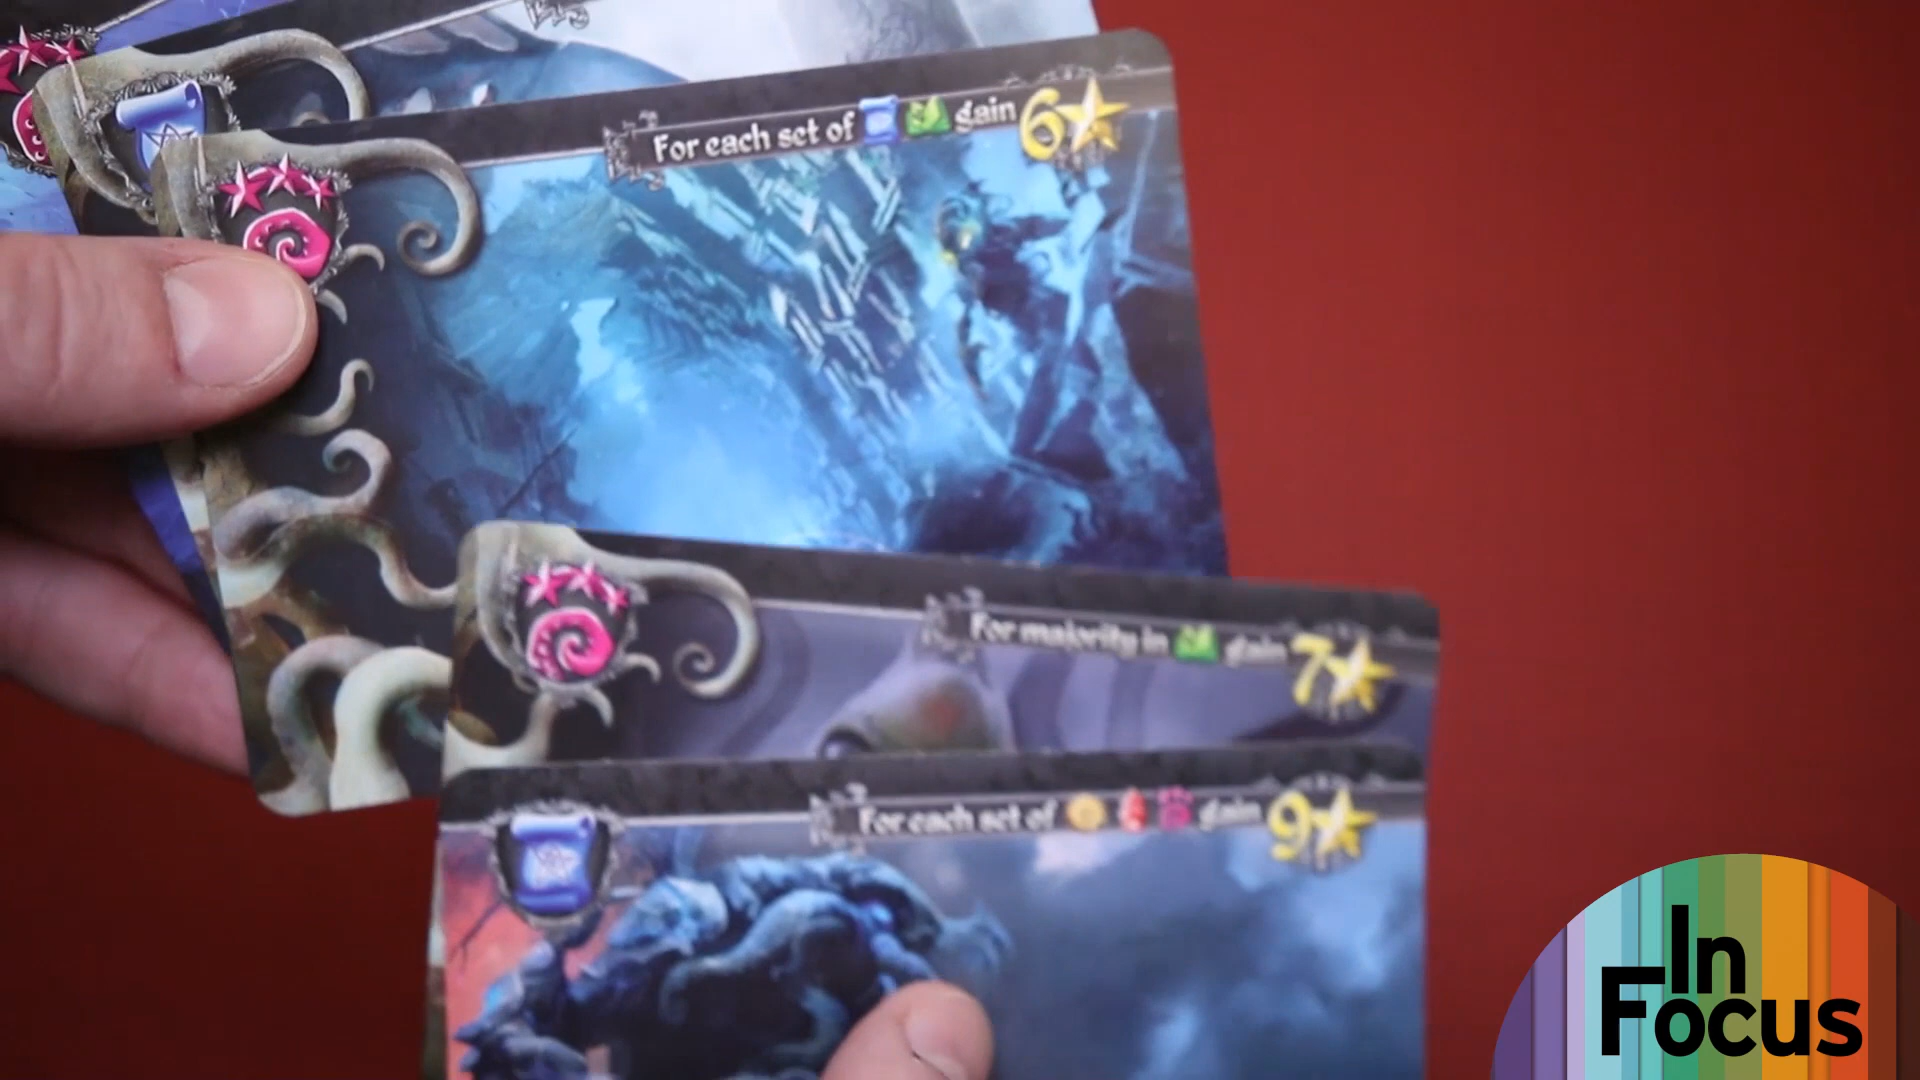 For each set of gain 6
For majority in gain 7
For each set of gain 9
In
Focus